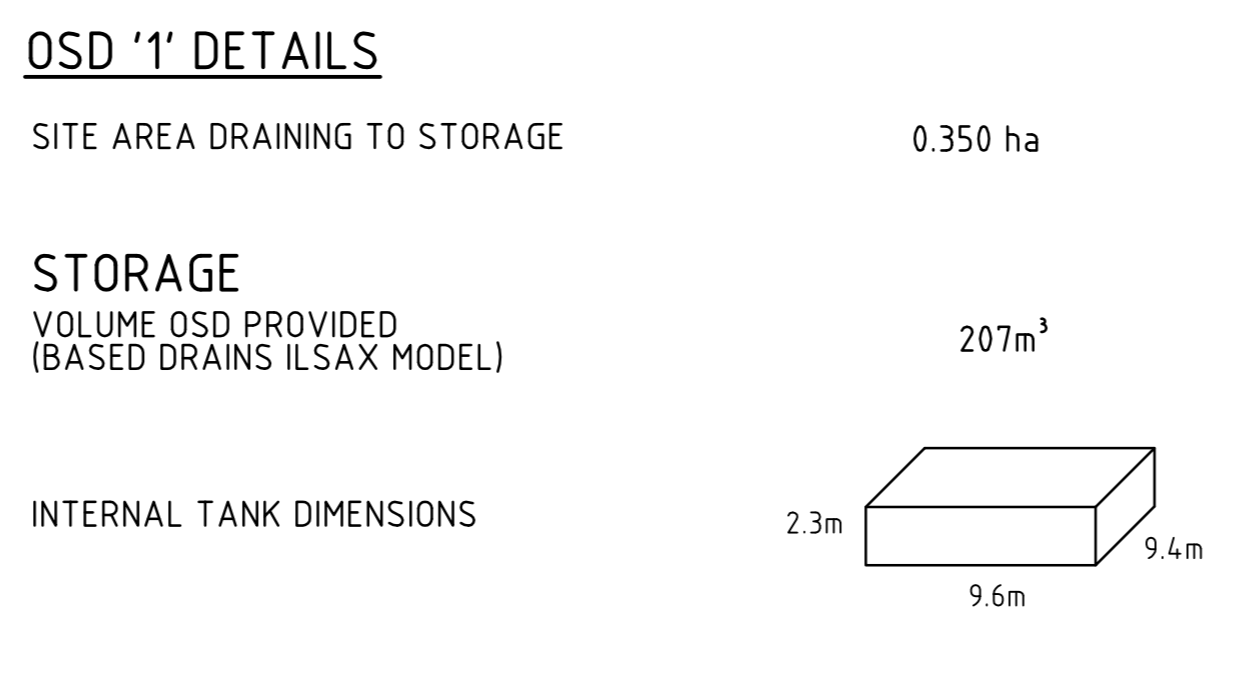 OSD '1' DETAILS
SITE AREA DRAINING TO STORAGE 0.350 ha
STORAGE
VOLUME OSD PROVIDED
(BASED DRAINS ILSAX MODEL) 207m³
INTERNAL TANK DIMENSIONS
2.3m
9.4m
9.6m